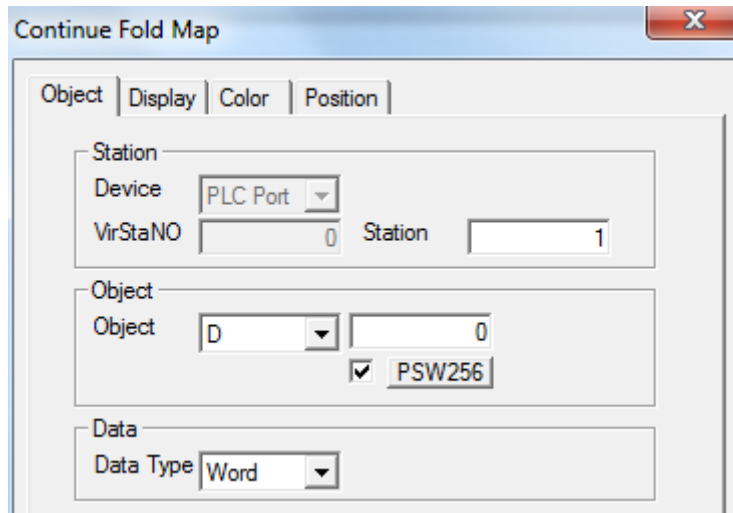 Continue Fold Map
Object Display Color Position
Station
Device PLC Port
VirStaNO 0 Station 1
Object
Object D 0
PSW256
Data
Data Type Word